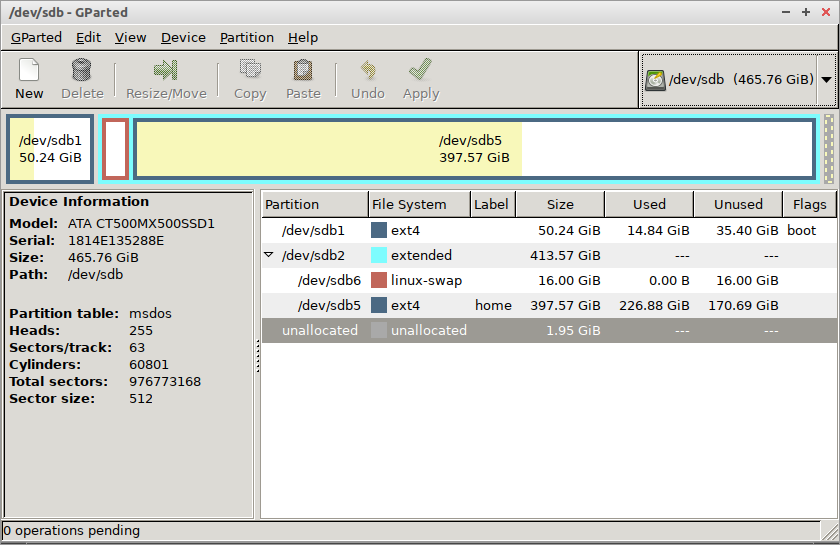 /dev/sdb - GParted
GParted Edit View Device Partition Help
New Delete Resize/Move Copy Paste Undo Apply /dev/sdb (465.76 GiB)
/dev/sdb1
50.24 GiB
/dev/sdb5
397.57 GiB
Device Information
Model: ATA CT500MX500SSD1
Serial: 1814E135288E
Size: 465.76 GiB
Path: /dev/sdb
Partition table: msdos
Heads: 255
Sectors/track: 63
Cylinders: 60801
Total sectors: 976773168
Sector size: 512
Partition File System Label Size Used Unused Flags
/dev/sdb1 ext4 50.24 GiB 14.84 GiB 35.40 GiB boot
/dev/sdb2 extended 413.57 GiB --- ---
/dev/sdb6 linux-swap 16.00 GiB 0.00 B 16.00 GiB
/dev/sdb5 ext4 home 397.57 GiB 226.88 GiB 170.69 GiB
unallocated unallocated 1.95 GiB --- ---
0 operations pending